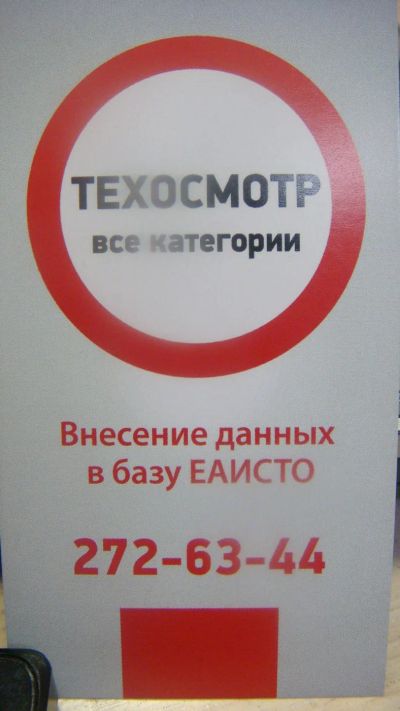 ТЕХОСМОТР
все категории
Внесение данных
в базу ЕАИСТО
272-63-44